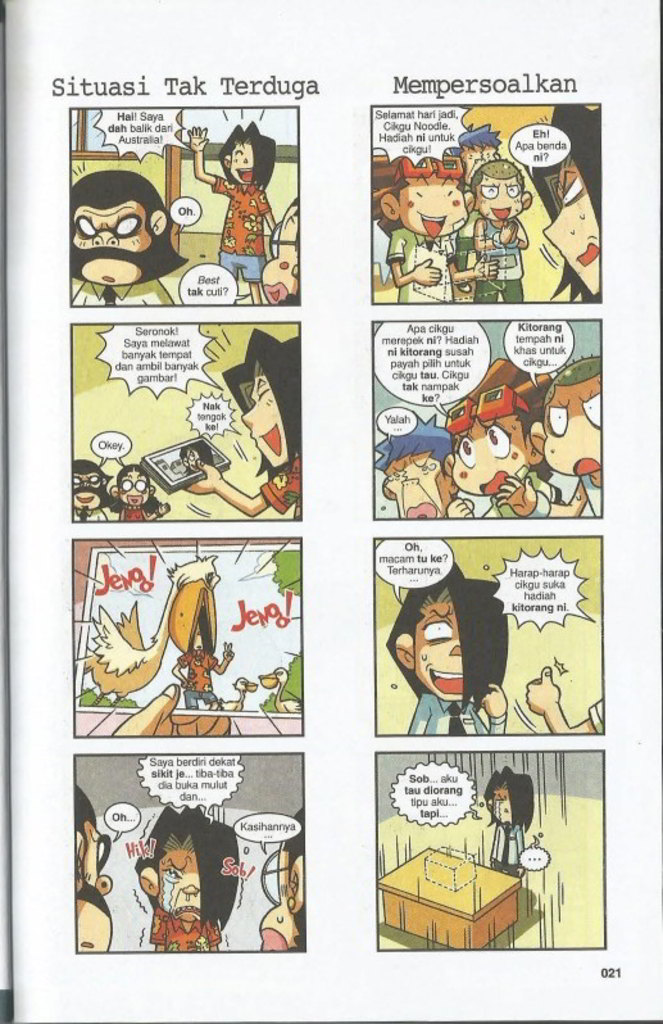 Situasi Tak Terduga
Hai! Saya
dah balik dari
Australia!
Oh.
Best
tak cuti?
Seronok!
Saya melawat
banyak tempat
dan ambil banyak
gambar!
Nak
tengok
ke!
Okey.
JENG!
JENG!
Saya berdiri dekat
sikit je... tiba-tiba
dia buka mulut
dan...
Oh...
Kasihannya
...
Hik!
Sob!
Mempersoalkan
Selamat hari jadi,
Cikgu Noodle.
Hadiah ni untuk
cikgu!
Eh!
Apa benda
ni?
Apa cikgu
merepek ni? Hadiah
ni kitorang susah
payah pilih untuk
cikgu tau. Cikgu
tak nampak
ke?
Kitorang
tempah ni
khas untuk
cikgu...
Yalah
...
Oh,
macam tu ke?
Terharunya.
Harap-harap
cikgu suka
hadiah
kitorang ni.
Sob... aku
tau diorang
tipu aku...
tapi...
...
021